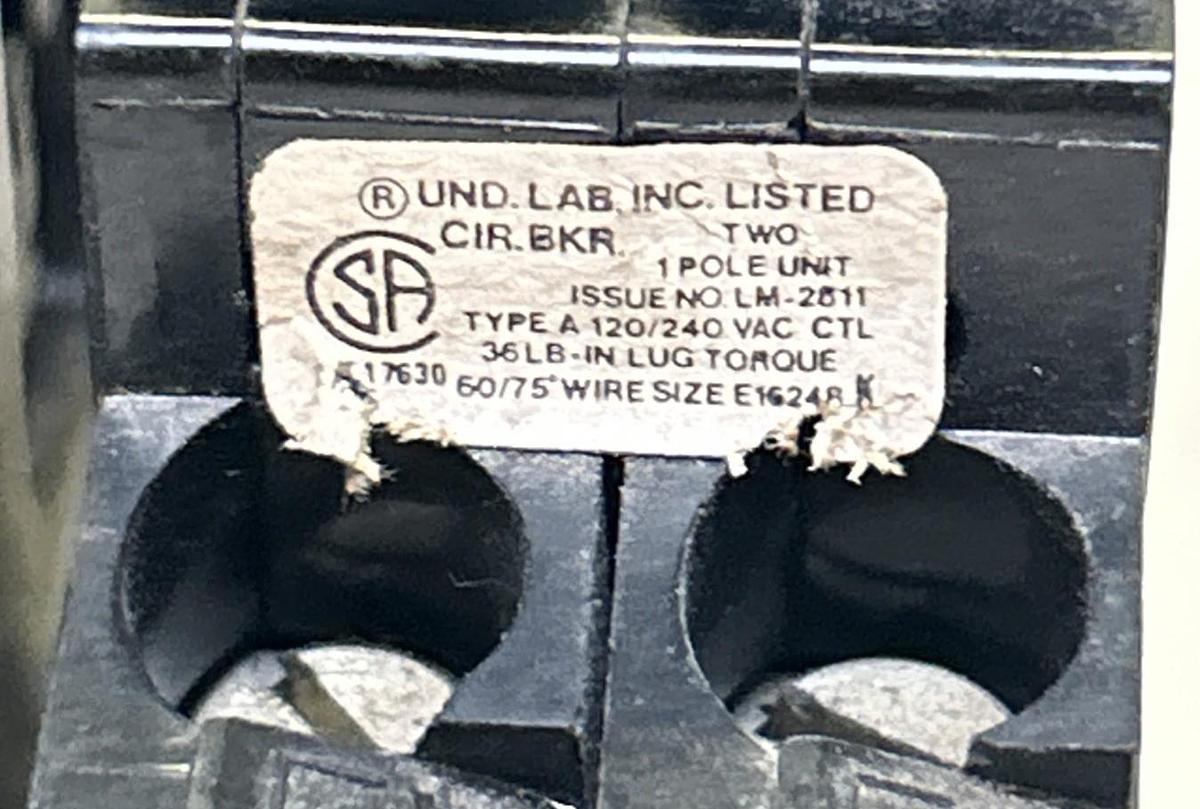 ® UND. LAB. INC. LISTED
CIR. BKR. TWO
1 POLE UNIT
SA
ISSUE NO. LM-2811
TYPE A 120/240 VAC CTL
36 LB-IN LUG TORQUE
17630 60/75° WIRE SIZE